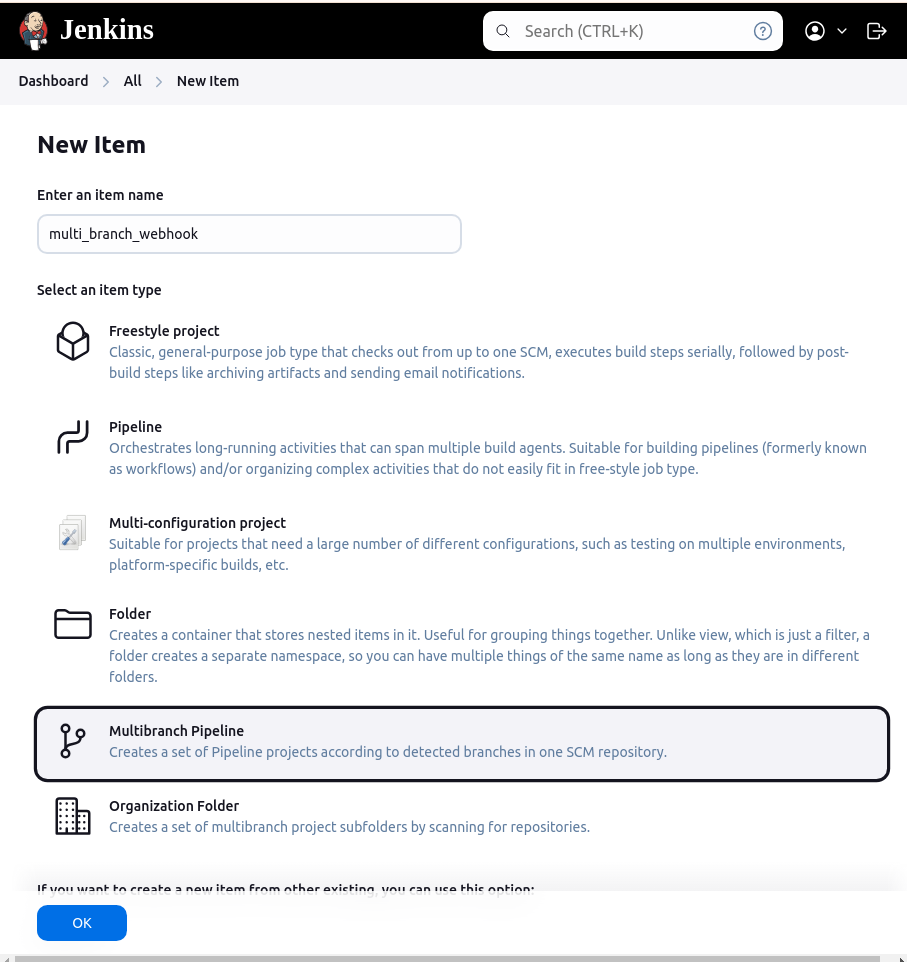 Jenkins
Search (CTRL+K)
Dashboard All New Item
New Item
Enter an item name
multi_branch_webhook
Select an item type
Freestyle project
Classic, general-purpose job type that checks out from up to one SCM, executes build steps serially, followed by post-
build steps like archiving artifacts and sending email notifications.
Pipeline
Orchestrates long-running activities that can span multiple build agents. Suitable for building pipelines (formerly known
as workflows) and/or organizing complex activities that do not easily fit in free-style job type.
Multi-configuration project
Suitable for projects that need a large number of different configurations, such as testing on multiple environments,
platform-specific builds, etc.
Folder
Creates a container that stores nested items in it. Useful for grouping things together. Unlike view, which is just a filter, a
folder creates a separate namespace, so you can have multiple things of the same name as long as they are in different
folders.
Multibranch Pipeline
Creates a set of Pipeline projects according to detected branches in one SCM repository.
Organization Folder
Creates a set of multibranch project subfolders by scanning for repositories.
If you want to create a new item from other existing, you can use this option:
OK